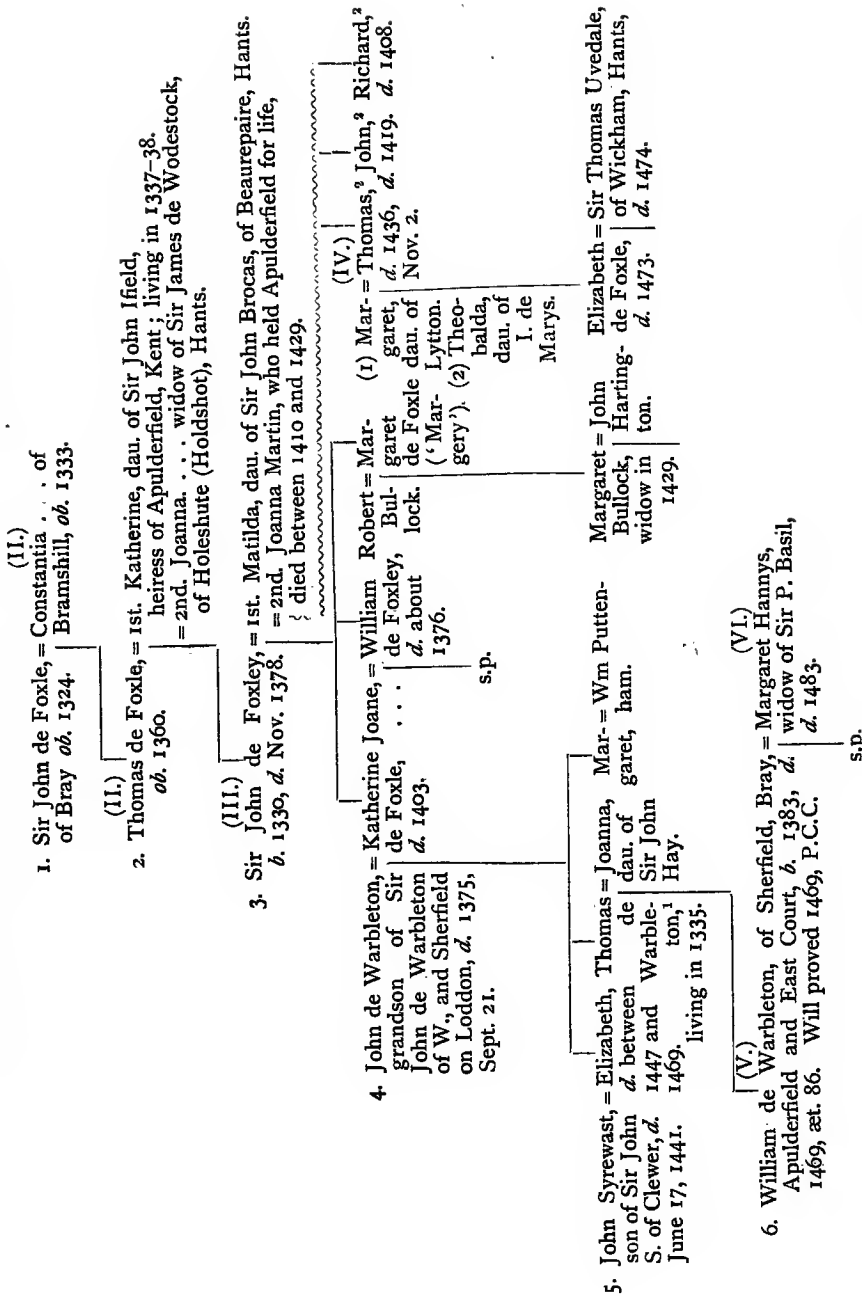 (II.)
1. Sir John de Foxle, = Constantia . . . of
of Bray ob. 1324. Bramshill, ob. 1333.
(II.)
2. Thomas de Foxle, = 1st. Katherine, dau. of Sir John Ifield,
ob. 1360. heiress of Apulderfield, Kent; living in 1337-38.
= 2nd. Joanna. . . . widow of Sir James de Wodestock,
of Holeshute (Holdshot), Hants.
(III.)
3. Sir John de Foxley, = 1st. Matilda, dau. of Sir John Brocas, of Beaurepaire, Hants.
b. 1330, d. Nov. 1378. = 2nd. Joanna Martin, who held Apulderfield for life,
died between 1410 and 1429.
4. John de Warbleton, = Katherine
grandson of Sir de Foxle,
John de Warbleton d. 1403.
of W., and Sherfield
on Loddon, d. 1375,
Sept. 21.
Joane, = William
. . . de Foxley,
d. about
1376.
s.p.
Robert = Mar-
Bul- garet
lock. de Foxle
('Mar-
gery').
(IV.)
(1) Mar- = Thomas,²
garet, d. 1436,
dau. of Nov. 2.
Lytton.
(2) Theo-
balda,
dau. of
I. de
Marys.
John,²
d. 1419.
Richard,²
d. 1408.
5. John Syrewast, = Elizabeth,
son of Sir John d. between
S. of Clewer, d. 1447 and
June 17, 1441. 1469.
Thomas = Joanna,
de dau. of
Warble- Sir John
ton,¹ Hay.
living in 1335.
Mar- = Wm Putten-
garet, ham.
Margaret = John
Bullock, Harting-
widow in ton.
1429.
Elizabeth = Sir Thomas Uvedale,
de Foxle, of Wickham, Hants,
d. 1473. d. 1474.
(V.)
(VI.)
6. William de Warbleton, of Sherfield, Bray, = Margaret Hannys,
Apulderfield and East Court, b. 1383, d. widow of Sir P. Basil,
1469, æt. 86. Will proved 1469, P.C.C. d. 1483.
s.p.